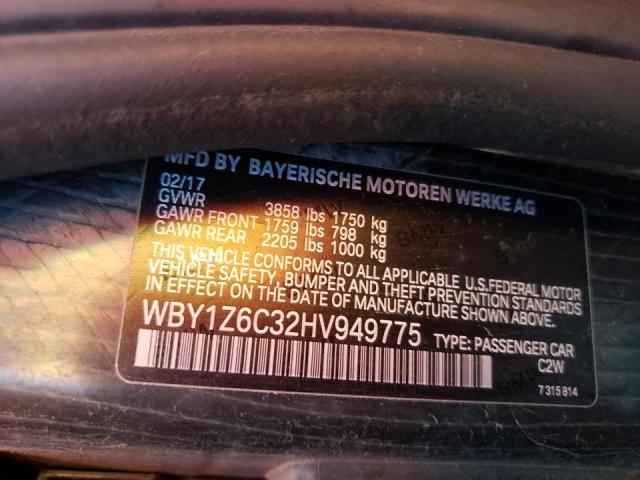 MFD BY BAYERISCHE MOTOREN WERKE AG
02/17
GVWR 3858 lbs 1750 kg
GAWR FRONT 1759 lbs 798 kg
GAWR REAR 2205 lbs 1000 kg
THIS VEHICLE CONFORMS TO ALL APPLICABLE U.S.FEDERAL MOTOR
VEHICLE SAFETY, BUMPER AND THEFT PREVENTION STANDARDS
IN EFFECT ON THE DATE OF MANUFACTURE SHOWN ABOVE.
WBY1Z6C32HV949775 TYPE: PASSENGER CAR
C2W
7 315 814